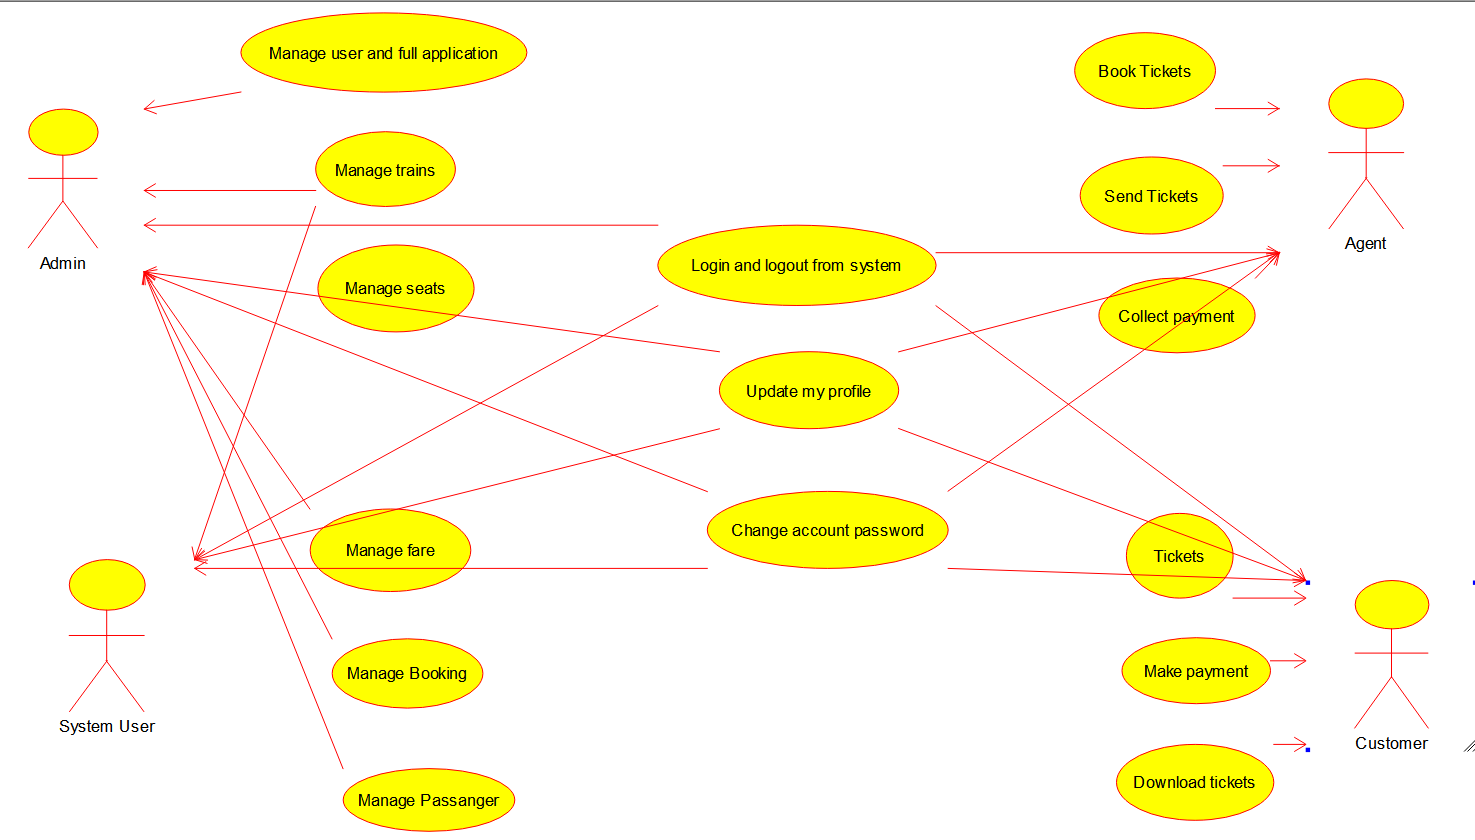 Manage user and full application
Book Tickets
Manage trains
Send Tickets
Agent
Admin
Login and logout from system
Manage seats
Collect payment
Update my profile
Change account password
Manage fare
Tickets
Manage Booking
Make payment
System User
Customer
Download tickets
Manage Passanger